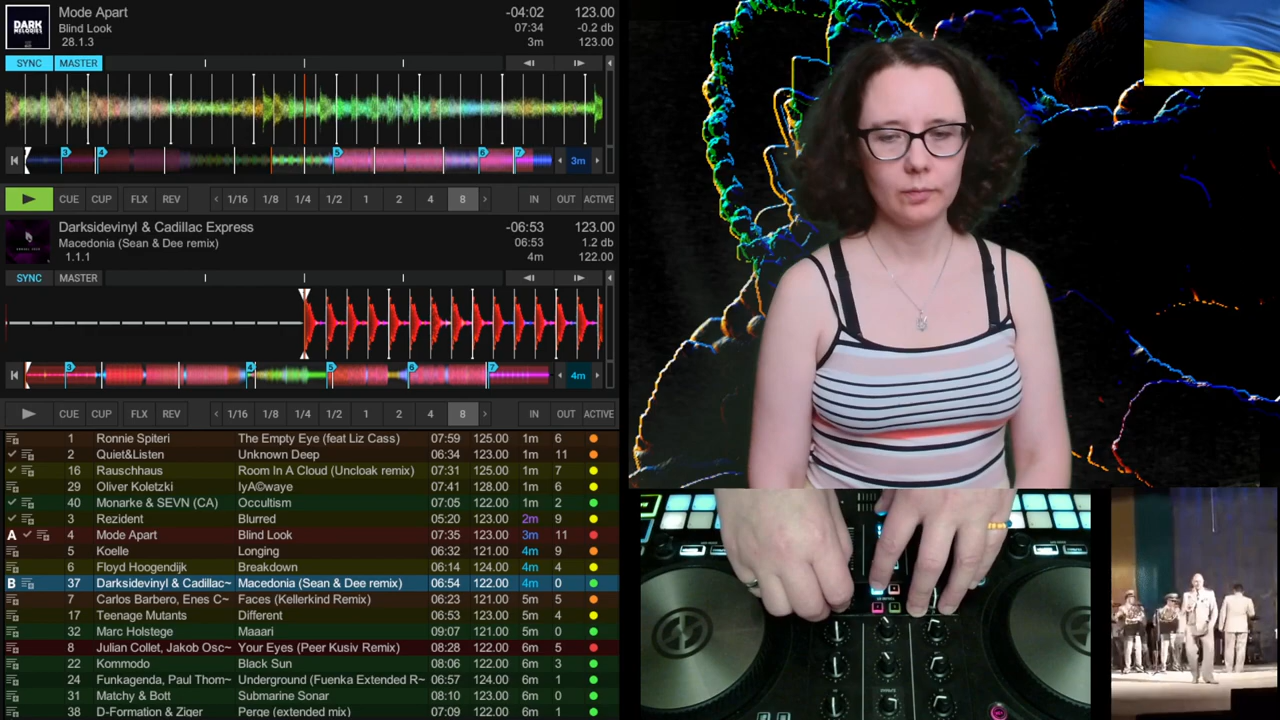 DARK
MELODIES
Mode Apart -04:02 123.00
Blind Look 07:34 -0.2 db
28.1.3 3m 123.00
SYNC MASTER
3 4 5 6 7 3m
CUE CUP FLX REV < 1/16 1/8 1/4 1/2 1 2 4 8 > IN OUT ACTIVE
Darksidevinyl & Cadillac Express -06:53 123.00
Macedonia (Sean & Dee remix) 06:53 1.2 db
1.1.1 4m 122.00
SYNC MASTER
3 4 5 6 7 4m
CUE CUP FLX REV < 1/16 1/8 1/4 1/2 1 2 4 8 > IN OUT ACTIVE
1 Ronnie Spiteri The Empty Eye (feat Liz Cass) 07:59 125.00 1m 6
2 Quiet&Listen Unknown Deep 06:34 123.00 1m 11
16 Rauschhaus Room In A Cloud (Uncloak remix) 07:31 125.00 1m 7
29 Oliver Koletzki IyA©waye 07:41 128.00 1m 6
40 Monarke & SEVN (CA) Occultism 07:05 122.00 1m 2
3 Rezident Blurred 05:20 123.00 2m 9
A 4 Mode Apart Blind Look 07:35 123.00 3m 11
5 Koelle Longing 06:32 121.00 4m 9
6 Floyd Hoogendijk Breakdown 06:14 124.00 4m 4
B 37 Darksidevinyl & Cadillac~ Macedonia (Sean & Dee remix) 06:54 122.00 4m 0
7 Carlos Barbero, Enes C~ Faces (Kellerkind Remix) 06:23 121.00 5m 5
17 Teenage Mutants Different 06:53 122.00 5m 4
32 Marc Holstege Maaari 09:07 121.00 5m 0
8 Julian Collet, Jakob Osc~ Your Eyes (Peer Kusiv Remix) 08:28 122.00 6m 5
22 Kommodo Black Sun 08:06 122.00 6m 3
24 Funkagenda, Paul Thom~ Underground (Fuenka Extended R~ 06:57 124.00 6m 1
31 Matchy & Bott Submarine Sonar 08:10 123.00 6m 0
38 D-Formation & Ziger Perge (extended mix) 07:09 122.00 6m 1